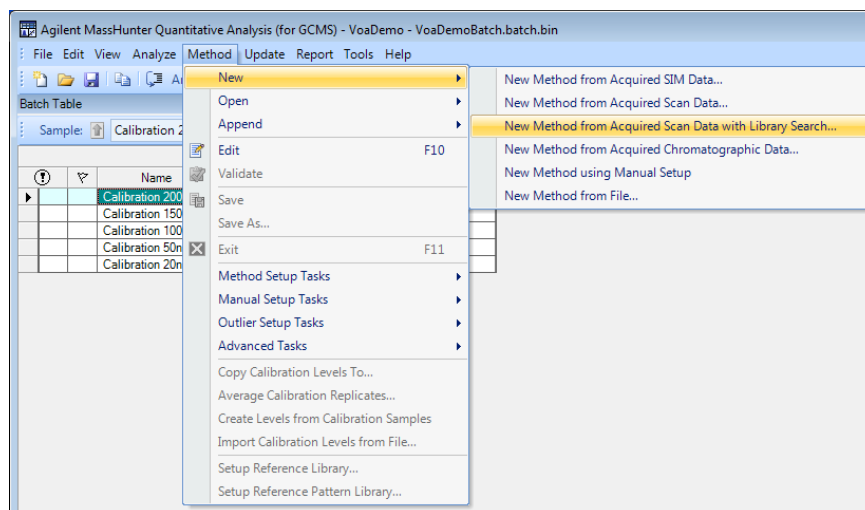 Agilent MassHunter Quantitative Analysis (for GCMS) - VoaDemo - VoaDemoBatch.batch.bin
File Edit View Analyze Method Update Report Tools Help
Batch Table
Sample: Calibration 2
Name
Calibration 200
Calibration 150
Calibration 100
Calibration 50n
Calibration 20n
New
Open
Append
Edit F10
Validate
Save
Save As...
Exit F11
Method Setup Tasks
Manual Setup Tasks
Outlier Setup Tasks
Advanced Tasks
Copy Calibration Levels To...
Average Calibration Replicates...
Create Levels from Calibration Samples
Import Calibration Levels from File...
Setup Reference Library...
Setup Reference Pattern Library...
New Method from Acquired SIM Data...
New Method from Acquired Scan Data...
New Method from Acquired Scan Data with Library Search...
New Method from Acquired Chromatographic Data...
New Method using Manual Setup
New Method from File...